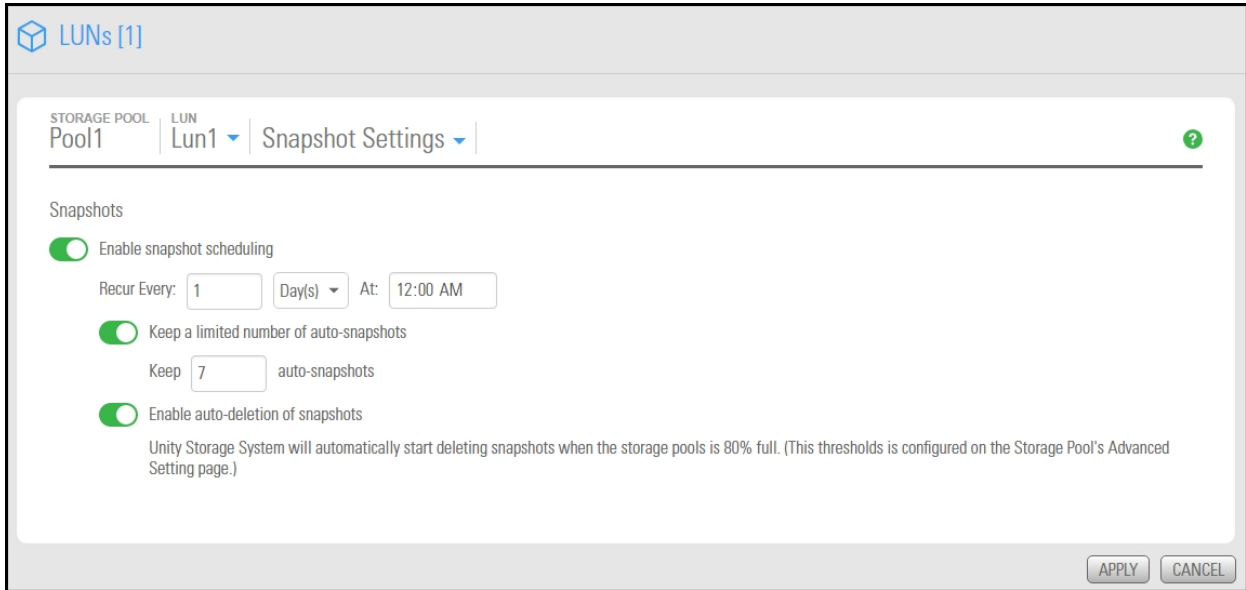 LUNs [1]
STORAGE POOL LUN
Pool1 Lun1 Snapshot Settings
?
Snapshots
Enable snapshot scheduling
Recur Every: 1 Day(s) At: 12:00 AM
Keep a limited number of auto-snapshots
Keep 7 auto-snapshots
Enable auto-deletion of snapshots
Unity Storage System will automatically start deleting snapshots when the storage pools is 80% full. (This thresholds is configured on the Storage Pool's Advanced
Setting page.)
APPLY CANCEL